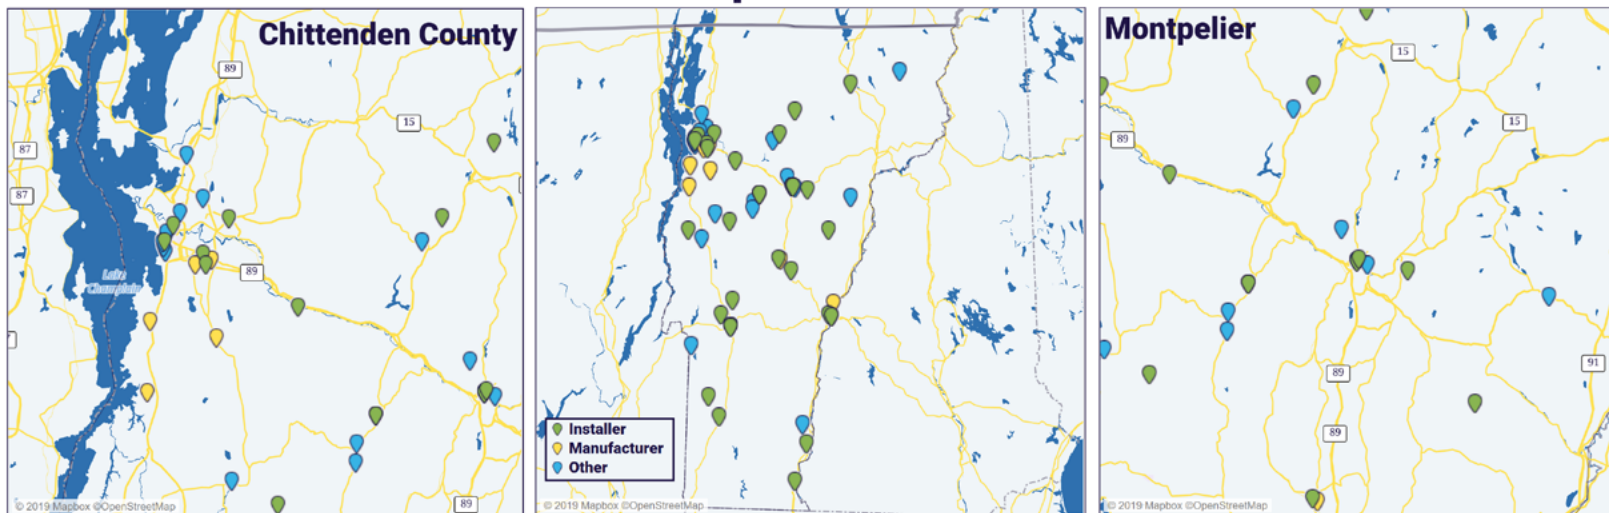 Chittenden County
89
15
87
87
Lake
Champlain
89
89
© 2019 Mapbox ©OpenStreetMap
Installer
Manufacturer
Other
© 2019 Mapbox ©OpenStreetMap
Montpelier
15
15
89
91
89
89
© 2019 Mapbox ©OpenStreetMap